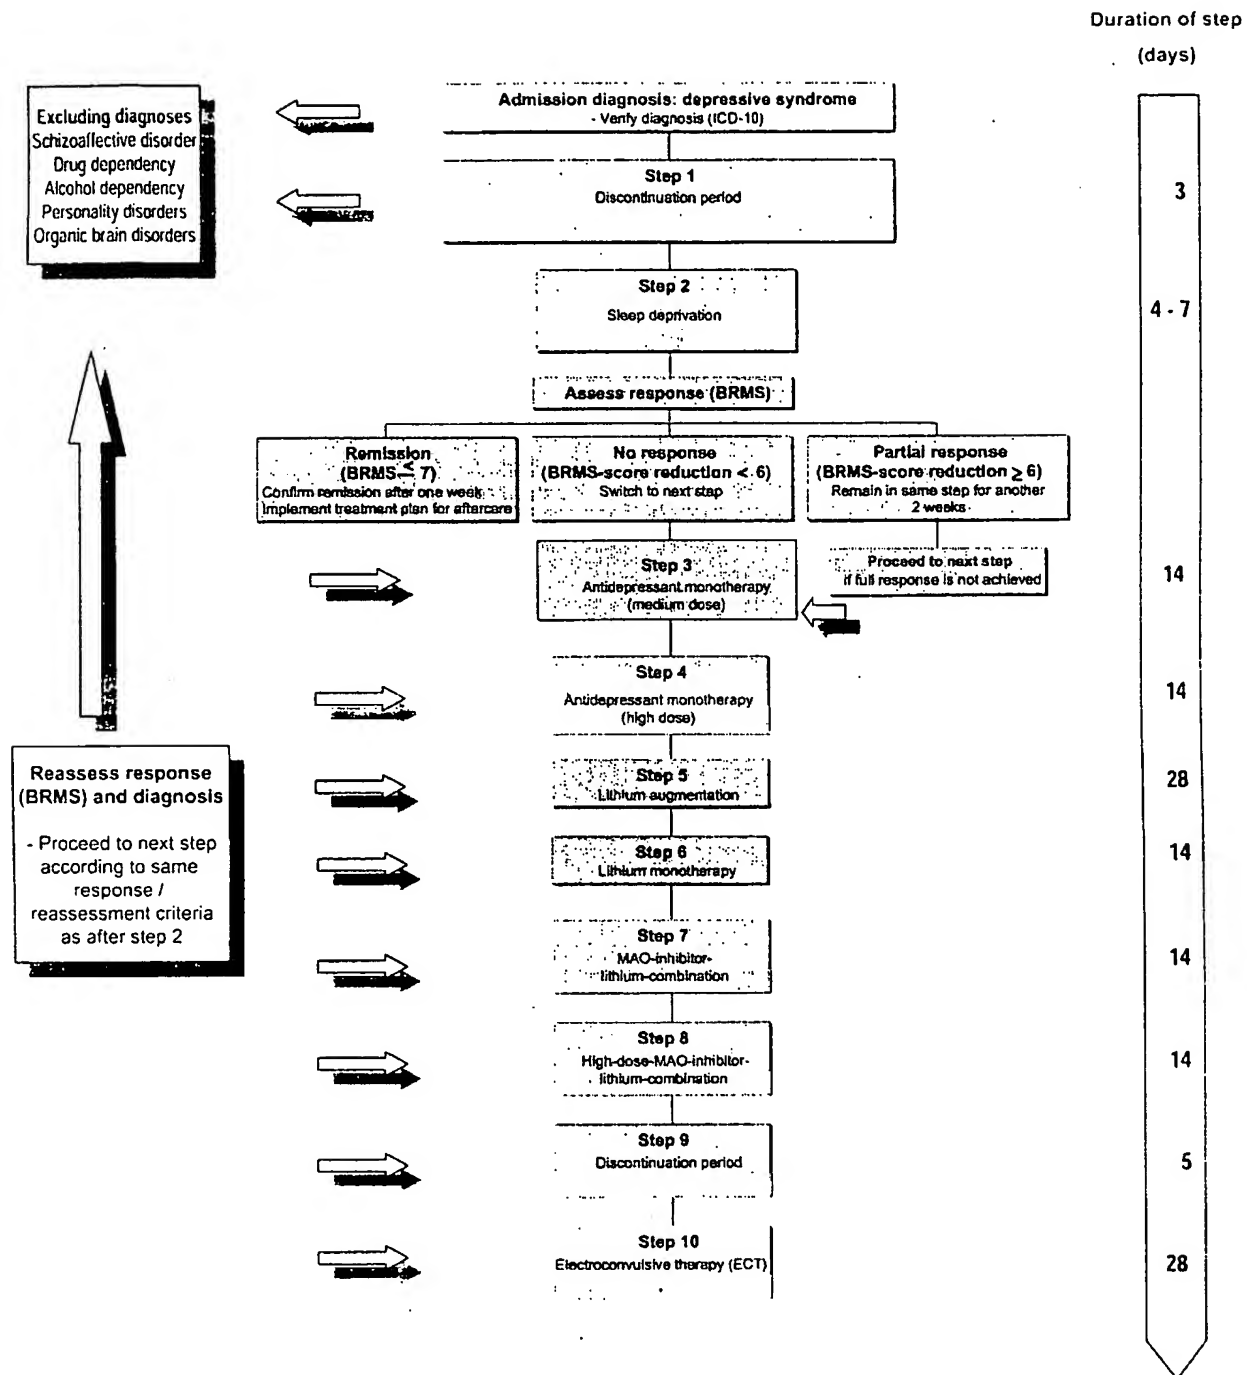 Duration of step
(days)
Excluding diagnoses
Schizoaffective disorder
Drug dependency
Alcohol dependency
Personality disorders
Organic brain disorders
Admission diagnosis: depressive syndrome
- Verify diagnosis (ICD-10)
Step 1
Discontinuation period
3
Step 2
Sleep deprivation
4 - 7
Assess response (BRMS)
Remission
(BRMS ≤ 7)
Confirm remission after one week
Implement treatment plan for aftercare
No response
(BRMS-score reduction < 6)
Switch to next step
Partial response
(BRMS-score reduction ≥ 6)
Remain in same step for another
2 weeks
Proceed to next step
if full response is not achieved
Step 3
Antidepressant monotherapy
(medium dose)
14
Step 4
Antidepressant monotherapy
(high dose)
14
Reassess response
(BRMS) and diagnosis
- Proceed to next step
according to same
response /
reassessment criteria
as after step 2
Step 5
Lithium augmentation
28
Step 6
Lithium monotherapy
14
Step 7
MAO-inhibitor-
lithium-combination
14
Step 8
High-dose-MAO-inhibitor-
lithium-combination
14
Step 9
Discontinuation period
5
Step 10
Electroconvulsive therapy (ECT)
28